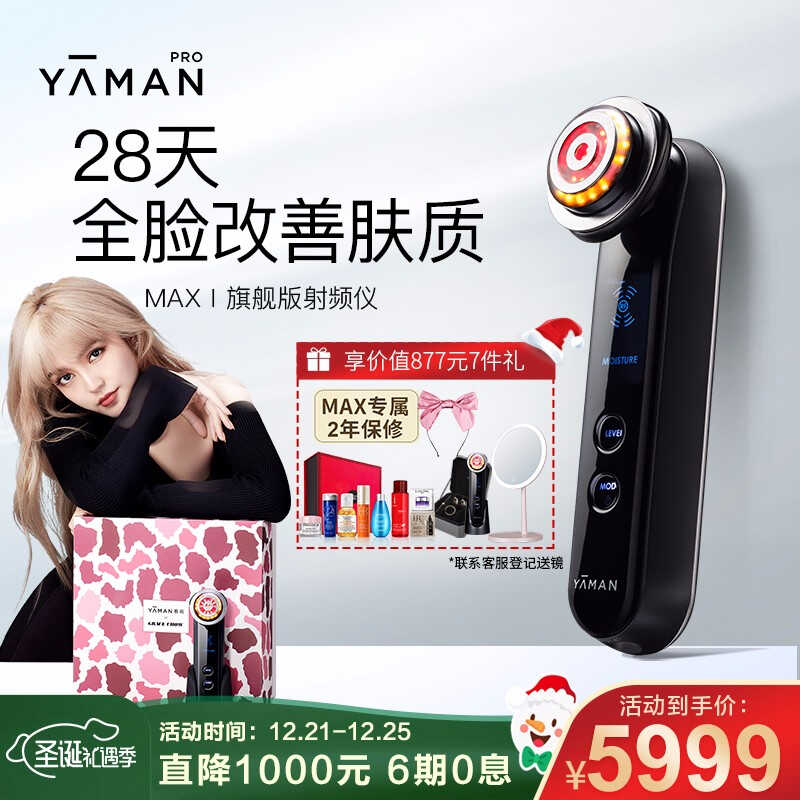 PRO
YAMAN
28天
全脸改善肤质
MAX | 旗舰版射频仪
享价值877元7件礼
MAX专属
2年保修
*联系客服登记送镜
MOISTURE
LEVEL
MOD
YAMAN
YAMAN
圣诞礼遇季
活动时间：12.21-12.25
直降1000元 6期0息
活动到手价：
¥5999